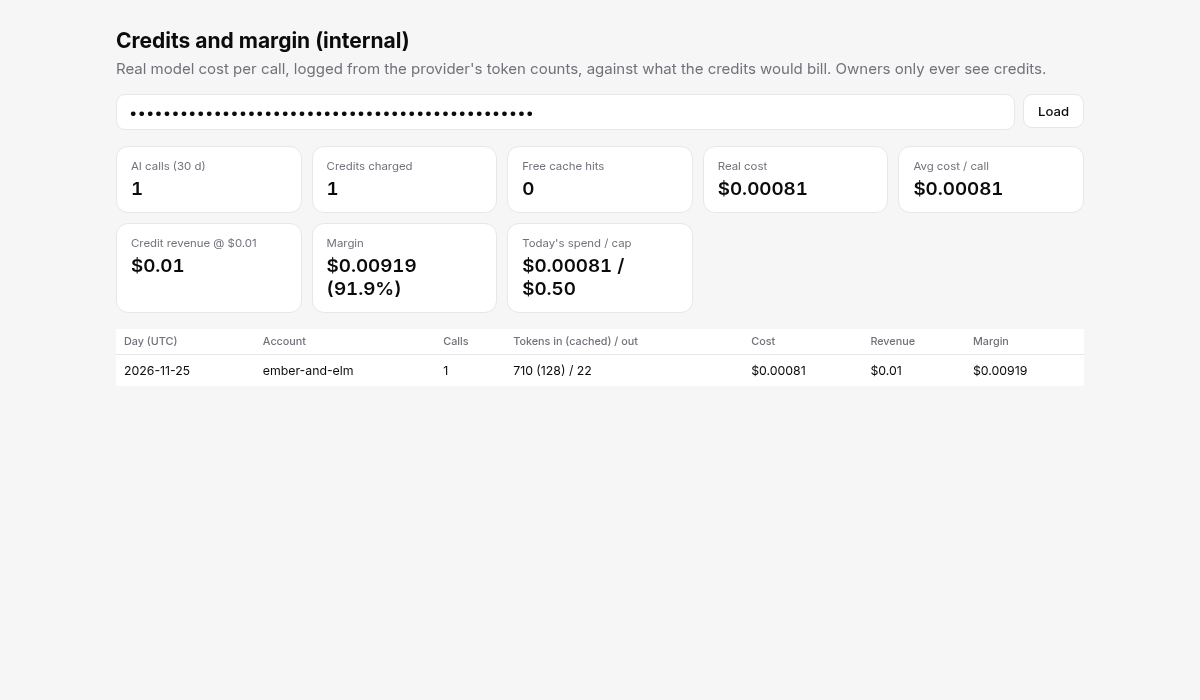 Credits and margin (internal)
Real model cost per call, logged from the provider's token counts, against what the credits would bill. Owners only ever see credits.
••••••••••••••••••••••••••••••••••••••••••••••••
Load
AI calls (30 d)
1
Credits charged
1
Free cache hits
0
Real cost
$0.00081
Avg cost / call
$0.00081
Credit revenue @ $0.01
$0.01
Margin
$0.00919
(91.9%)
Today's spend / cap
$0.00081 /
$0.50
Day (UTC) Account Calls Tokens in (cached) / out Cost Revenue Margin
2026-11-25 ember-and-elm 1 710 (128) / 22 $0.00081 $0.01 $0.00919